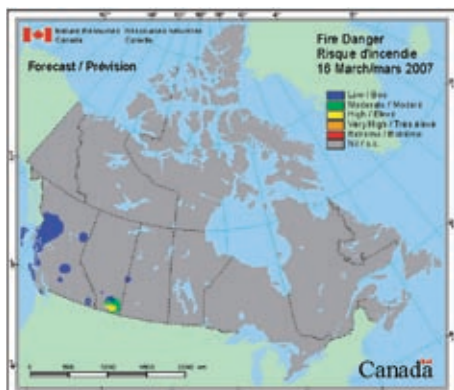 Natural Resources Ressources naturelles
Canada Canada
Fire Danger
Risque d'incendie
16 March/mars 2007
Forecast / Prévision
Low / Bas
Moderate / Modéré
High / Élevé
Very High / Très élevé
Extreme / Extrême
Canada